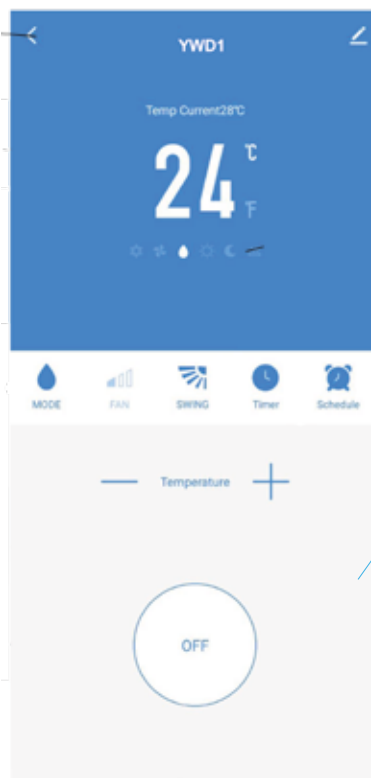 YWD1
Temp Current28℃
24 ℃
℉
MODE FAN SWING Timer Schedule
Temperature
OFF